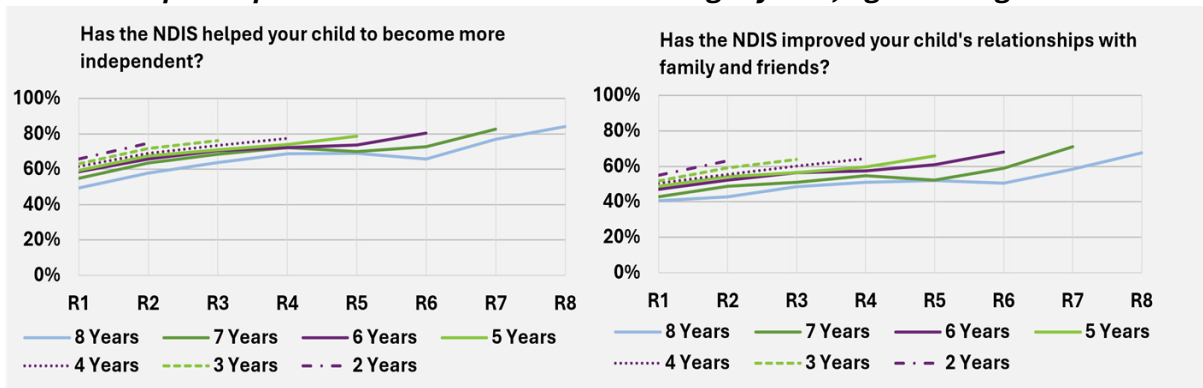 Has the NDIS helped your child to become more
independent?
100%
80%
60%
40%
20%
0%
R1 R2 R3 R4 R5 R6 R7 R8
8 Years 7 Years 6 Years 5 Years
4 Years 3 Years 2 Years
Has the NDIS improved your child's relationships with
family and friends?
100%
80%
60%
40%
20%
0%
R1 R2 R3 R4 R5 R6 R7 R8
8 Years 7 Years 6 Years 5 Years
4 Years 3 Years 2 Years